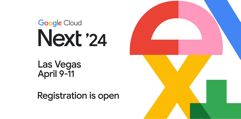 Google Cloud
Next ’24
Las Vegas
April 9-11
Registration is open